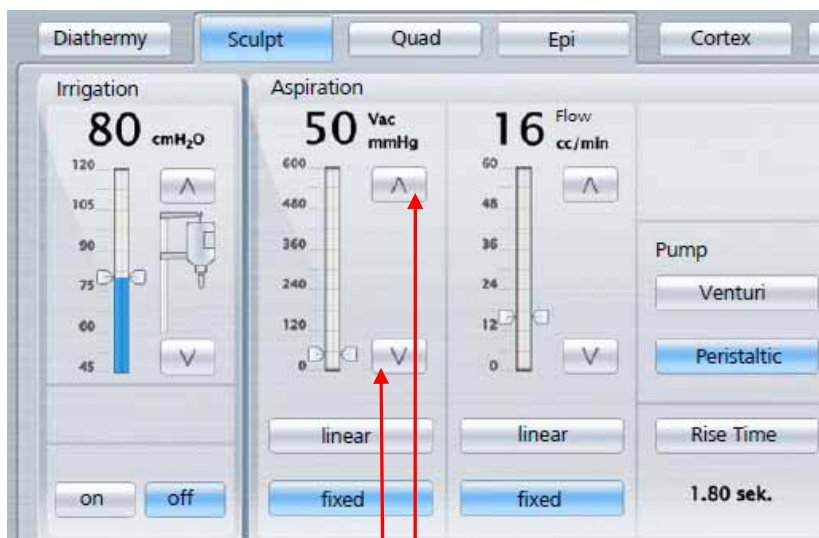 Diathermy Sculpt Quad Epi Cortex
Irrigation
80 cmH₂O
120
105
90
75
60
45
on off
Aspiration
50 Vac mmHg
600
480
360
240
120
0
linear
fixed
16 Flow cc/min
60
48
36
24
12
0
linear
fixed
Pump
Venturi
Peristaltic
Rise Time
1.80 sek.